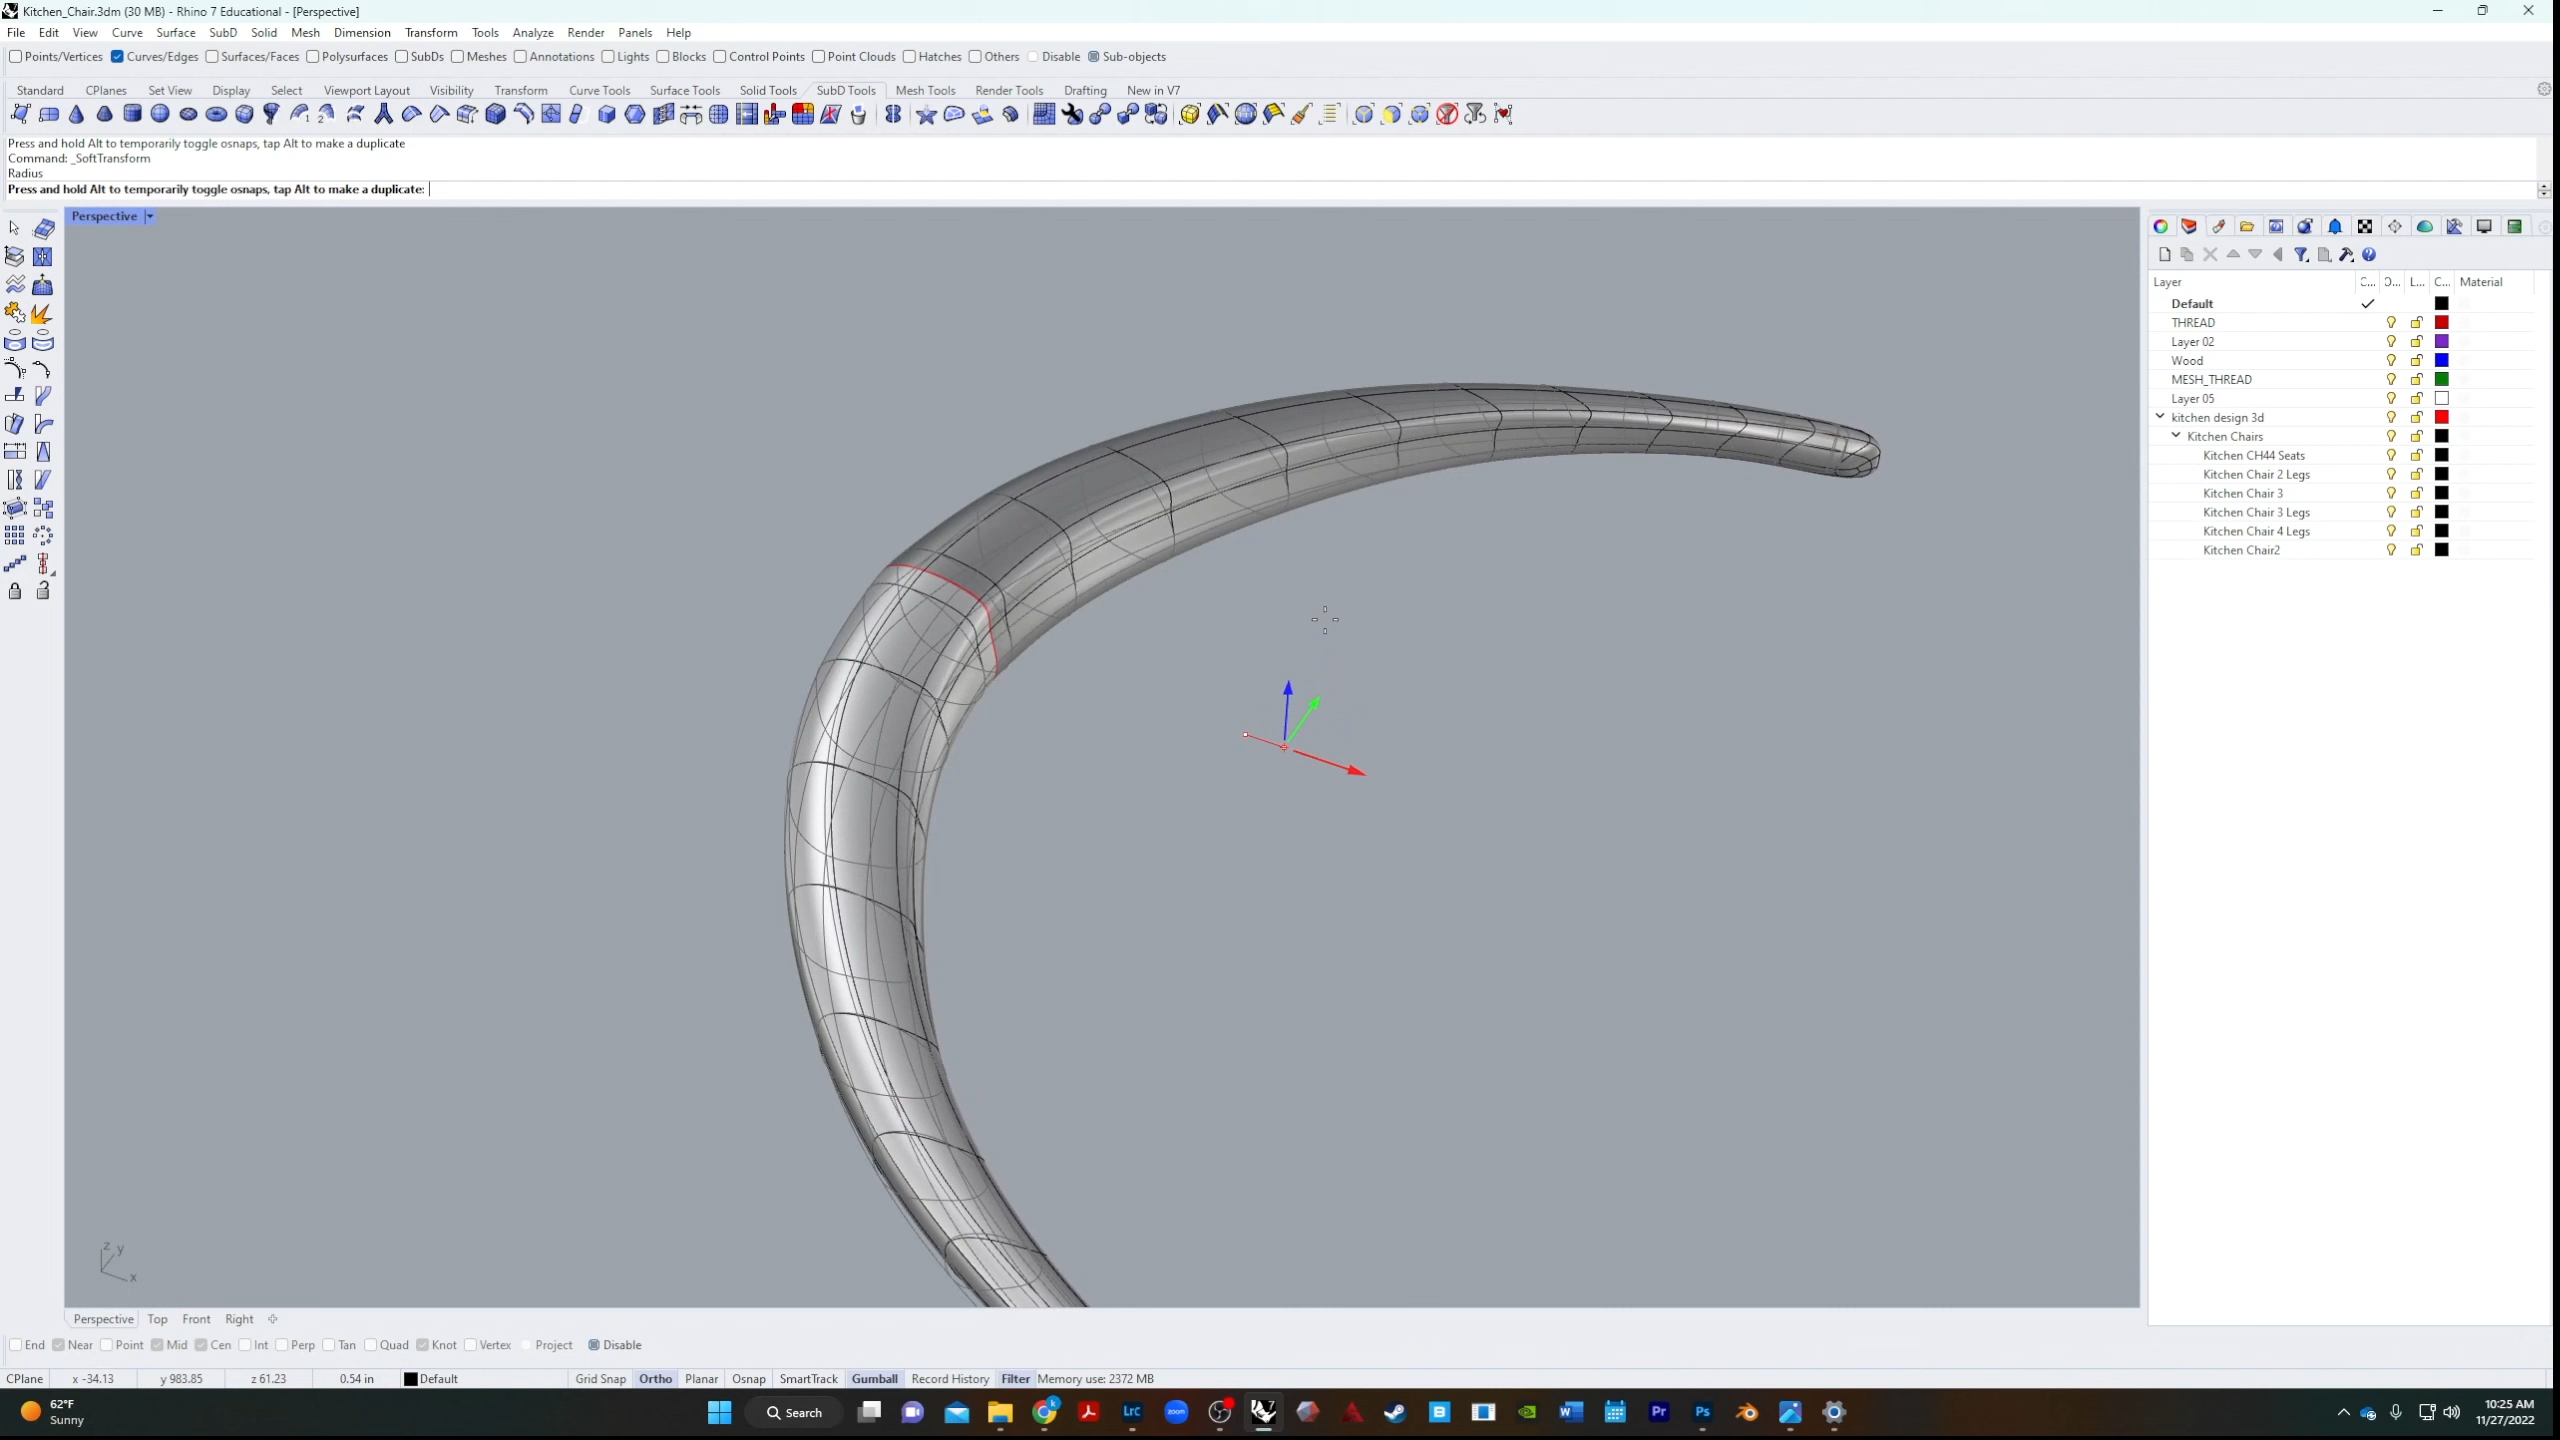 Kitchen_Chair.3dm (30 MB) - Rhino 7 Educational - [Perspective]
File Edit View Curve Surface SubD Solid Mesh Dimension Transform Tools Analyze Render Panels Help
Points/Vertices Curves/Edges Surfaces/Faces Polysurfaces SubDs Meshes Annotations Lights Blocks Control Points Point Clouds Hatches Others Disable Sub-objects
Standard CPlanes Set View Display Select Viewport Layout Visibility Transform Curve Tools Surface Tools Solid Tools SubD Tools Mesh Tools Render Tools Drafting New in V7
Press and hold Alt to temporarily toggle osnaps, tap Alt to make a duplicate
Command: _SoftTransform
Radius
Press and hold Alt to temporarily toggle osnaps, tap Alt to make a duplicate:
Perspective
Layer C... O... L... C... Material
Default
THREAD
Layer 02
Wood
MESH_THREAD
Layer 05
kitchen design 3d
Kitchen Chairs
Kitchen CH44 Seats
Kitchen Chair 2 Legs
Kitchen Chair 3
Kitchen Chair 3 Legs
Kitchen Chair 4 Legs
Kitchen Chair2
z y
x
Perspective Top Front Right
End Near Point Mid Cen Int Perp Tan Quad Knot Vertex Project Disable
CPlane x -34.13 y 983.85 z 61.23 0.54 in Default Grid Snap Ortho Planar Osnap SmartTrack Gumball Record History Filter Memory use: 2372 MB
62°F
Sunny
Search
LrC
zoom
Pr
Ps
10:25 AM
11/27/2022